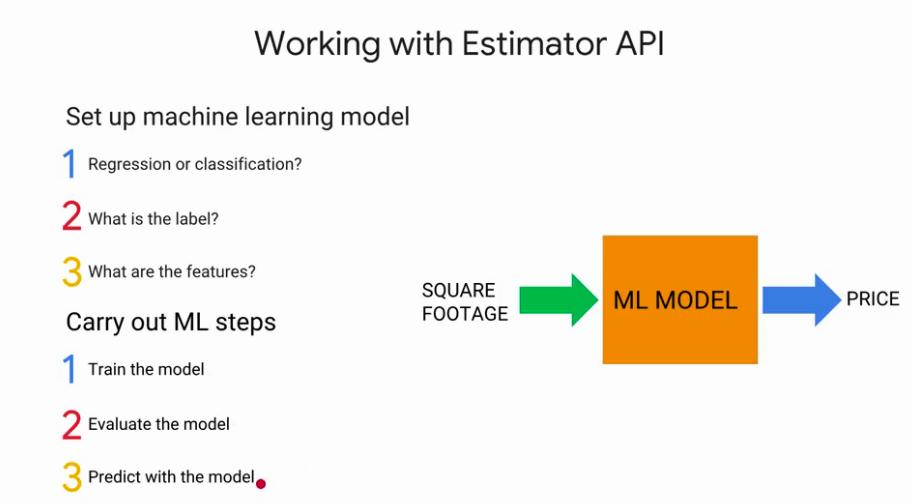 Working with Estimator API
Set up machine learning model
1 Regression or classification?
2 What is the label?
3 What are the features?
Carry out ML steps
1 Train the model
2 Evaluate the model
3 Predict with the model
SQUARE
FOOTAGE
ML MODEL
PRICE